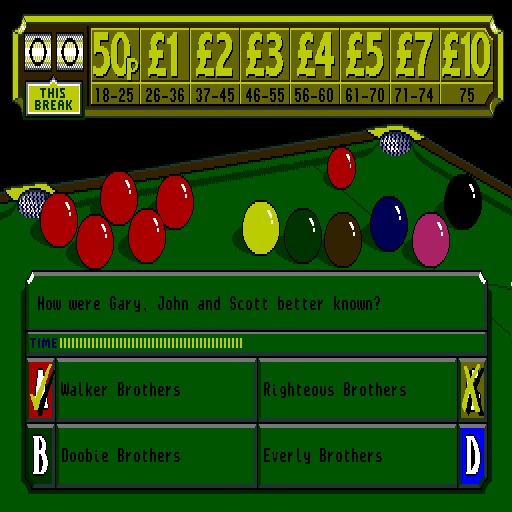 50p £1 £2 £3 £4 £5 £7 £10
18-25 26-36 37-45 46-55 56-60 61-70 71-74 75
THIS
BREAK
How were Gary, John and Scott better known?
TIME
Walker Brothers Righteous Brothers
B Doobie Brothers Everly Brothers D